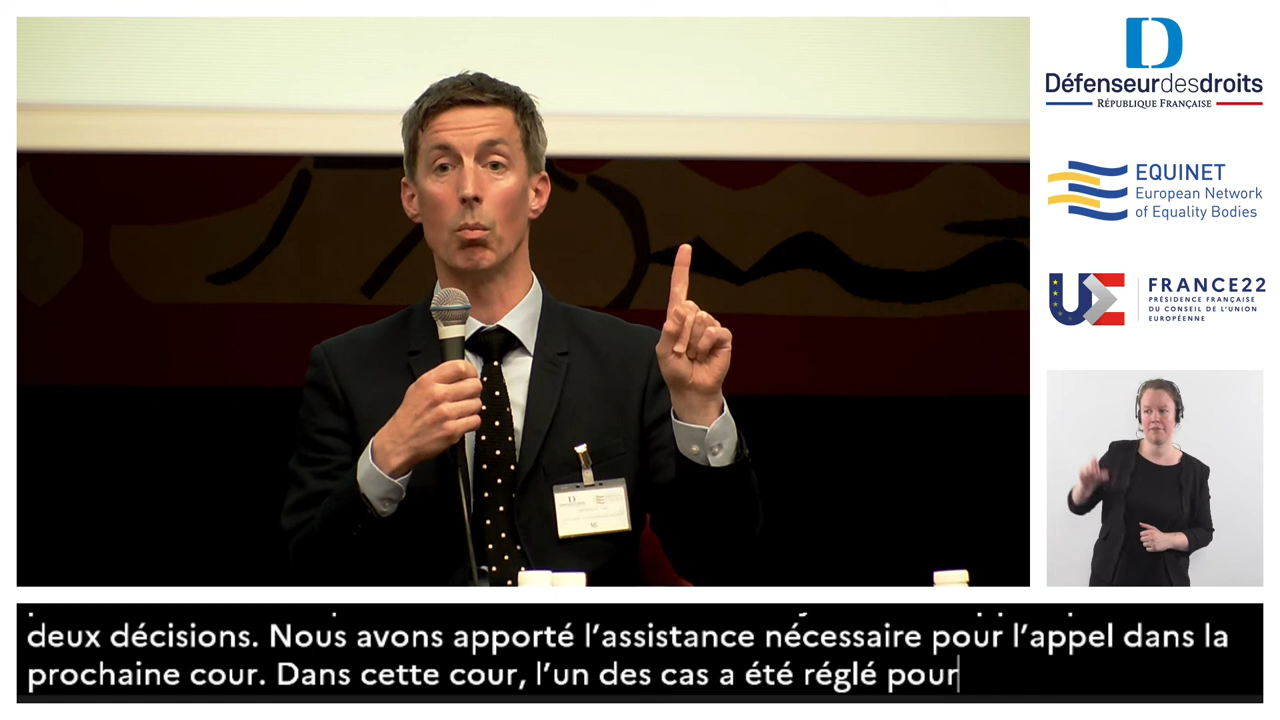 D
Défenseurdesdroits
RÉPUBLIQUE FRANÇAISE
EQUINET
European Network
of Equality Bodies
UE
FRANCE22
PRÉSIDENCE FRANÇAISE
DU CONSEIL DE L'UNION
EUROPÉENNE
deux décisions. Nous avons apporté l'assistance nécessaire pour l'appel dans la
prochaine cour. Dans cette cour, l'un des cas a été réglé pour